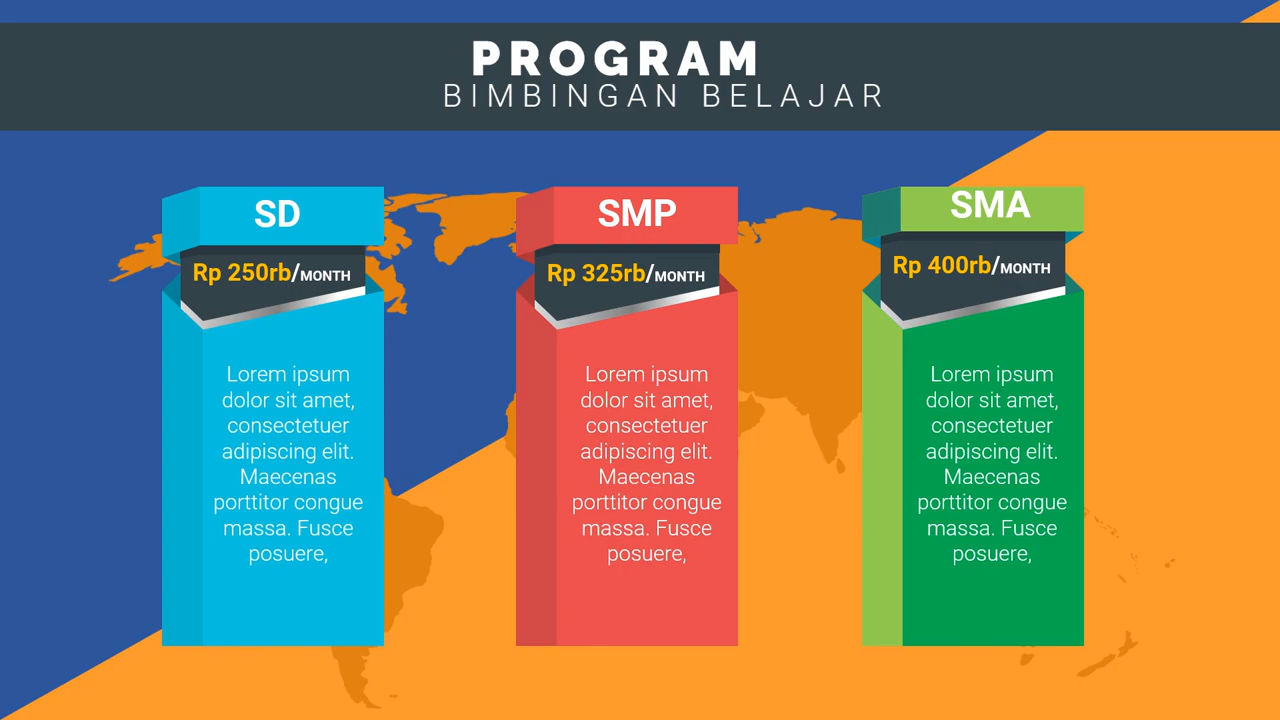 PROGRAM
BIMBINGAN BELAJAR
SD
Rp 250rb/MONTH
Lorem ipsum
dolor sit amet,
consectetuer
adipiscing elit.
Maecenas
porttitor congue
massa. Fusce
posuere,
SMP
Rp 325rb/MONTH
Lorem ipsum
dolor sit amet,
consectetuer
adipiscing elit.
Maecenas
porttitor congue
massa. Fusce
posuere,
SMA
Rp 400rb/MONTH
Lorem ipsum
dolor sit amet,
consectetuer
adipiscing elit.
Maecenas
porttitor congue
massa. Fusce
posuere,